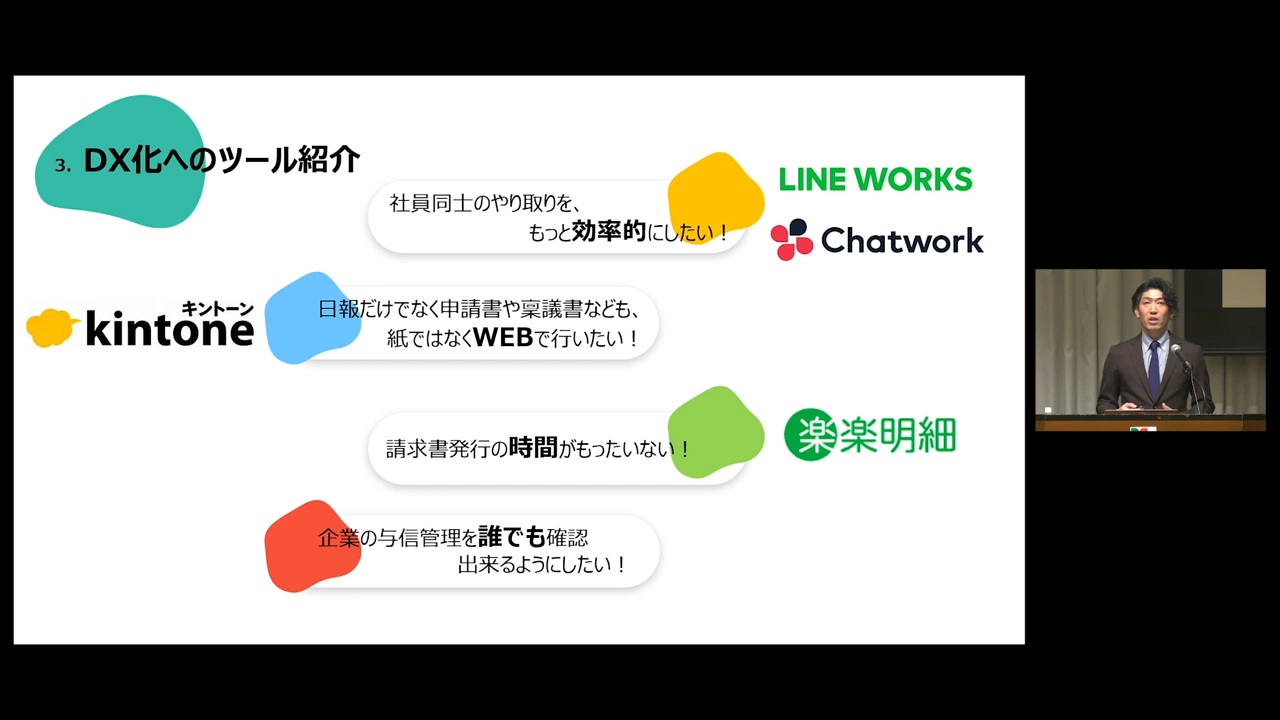 3. DX化へのツール紹介
社員同士のやり取りを、
もっと効率的にしたい！
LINE WORKS
Chatwork
キントーン
kintone
日報だけでなく申請書や稟議書なども、
紙ではなくWEBで行いたい！
請求書発行の時間がもったいない！
楽楽明細
企業の与信管理を誰でも確認
出来るようにしたい！